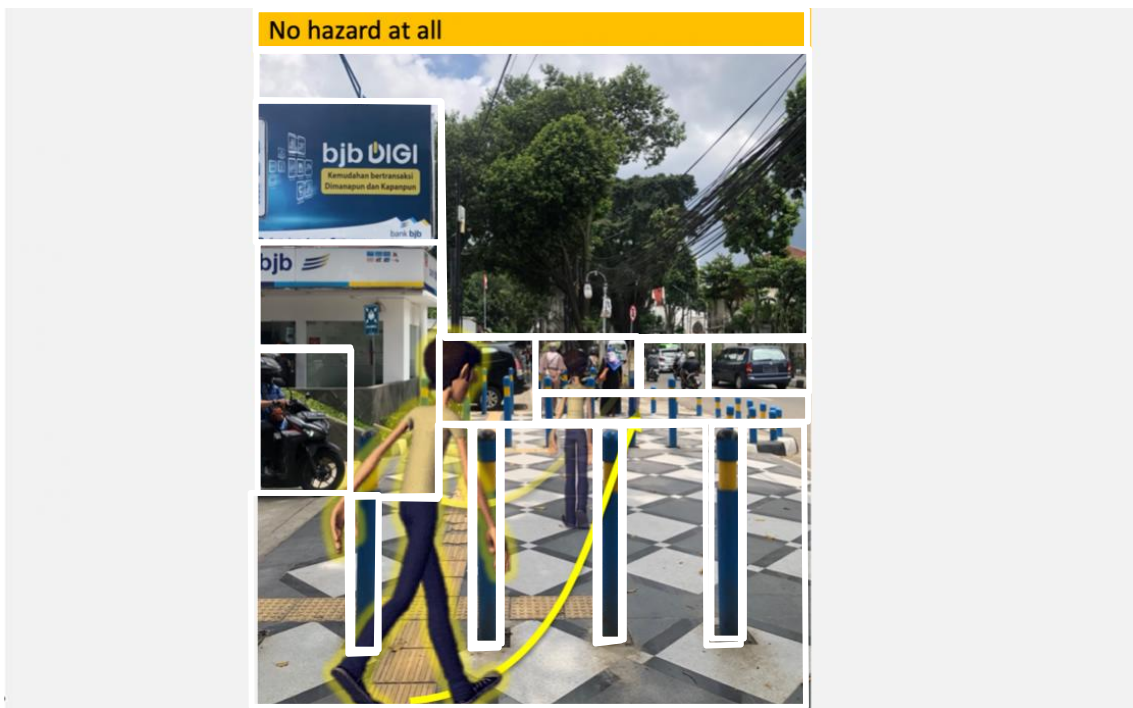 No hazard at all
bjb DIGI
Kemudahan bertransaksi
Dimanapun dan Kapanpun
bank bjb
bjb